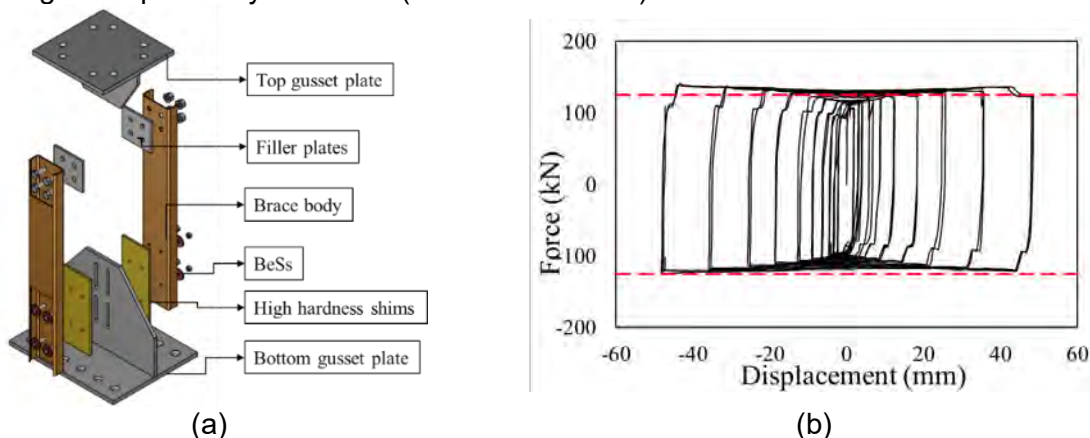 Top gusset plate
Filler plates
Brace body
BeSs
High hardness shims
Bottom gusset plate
(a)
200
100
0
100
-200
Force (kN)
-60
-40
-20
0
20
40
60
Displacement (mm)
(b)